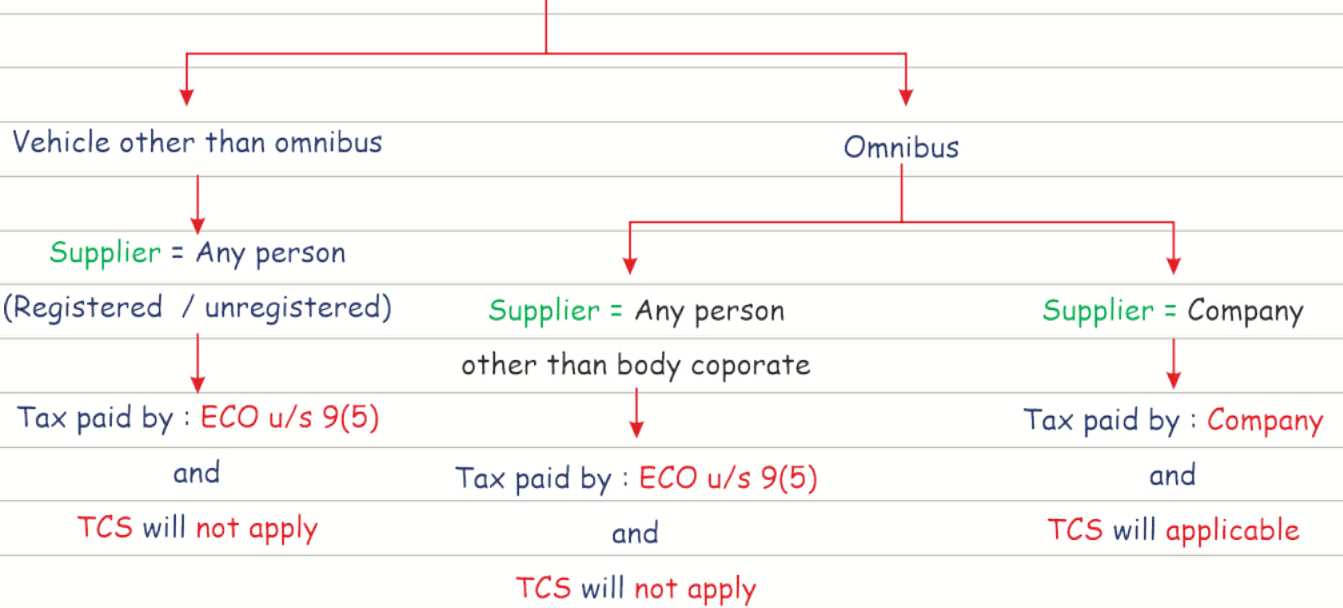 Vehicle other than omnibus
Supplier = Any person
(Registered / unregistered)
Tax paid by : ECO u/s 9(5)
and
TCS will not apply
Omnibus
Supplier = Any person
other than body coporate
Tax paid by : ECO u/s 9(5)
and
TCS will not apply
Supplier = Company
Tax paid by : Company
and
TCS will applicable